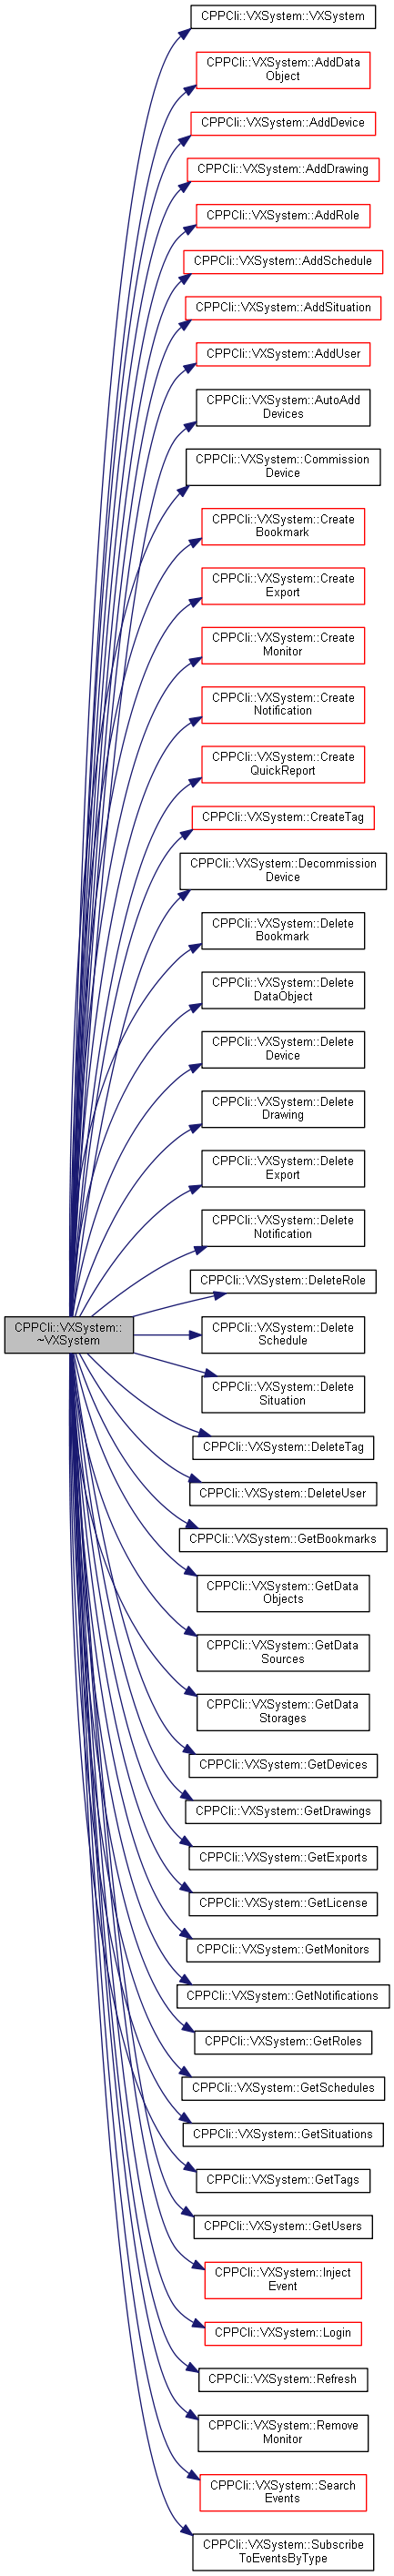 CPPCli::VXSystem::VXSystem
CPPCli::VXSystem::AddData
Object
CPPCli::VXSystem::AddDevice
CPPCli::VXSystem::AddDrawing
CPPCli::VXSystem::AddRole
CPPCli::VXSystem::AddSchedule
CPPCli::VXSystem::AddSituation
CPPCli::VXSystem::AddUser
CPPCli::VXSystem::AutoAdd
Devices
CPPCli::VXSystem::Commission
Device
CPPCli::VXSystem::Create
Bookmark
CPPCli::VXSystem::Create
Export
CPPCli::VXSystem::Create
Monitor
CPPCli::VXSystem::Create
Notification
CPPCli::VXSystem::Create
QuickReport
CPPCli::VXSystem::CreateTag
CPPCli::VXSystem::Decommission
Device
CPPCli::VXSystem::Delete
Bookmark
CPPCli::VXSystem::Delete
DataObject
CPPCli::VXSystem::Delete
Device
CPPCli::VXSystem::Delete
Drawing
CPPCli::VXSystem::Delete
Export
CPPCli::VXSystem::Delete
Notification
CPPCli::VXSystem::DeleteRole
CPPCli::VXSystem::
~VXSystem
CPPCli::VXSystem::Delete
Schedule
CPPCli::VXSystem::Delete
Situation
CPPCli::VXSystem::DeleteTag
CPPCli::VXSystem::DeleteUser
CPPCli::VXSystem::GetBookmarks
CPPCli::VXSystem::GetData
Objects
CPPCli::VXSystem::GetData
Sources
CPPCli::VXSystem::GetData
Storages
CPPCli::VXSystem::GetDevices
CPPCli::VXSystem::GetDrawings
CPPCli::VXSystem::GetExports
CPPCli::VXSystem::GetLicense
CPPCli::VXSystem::GetMonitors
CPPCli::VXSystem::GetNotifications
CPPCli::VXSystem::GetRoles
CPPCli::VXSystem::GetSchedules
CPPCli::VXSystem::GetSituations
CPPCli::VXSystem::GetTags
CPPCli::VXSystem::GetUsers
CPPCli::VXSystem::Inject
Event
CPPCli::VXSystem::Login
CPPCli::VXSystem::Refresh
CPPCli::VXSystem::Remove
Monitor
CPPCli::VXSystem::Search
Events
CPPCli::VXSystem::Subscribe
ToEventsByType